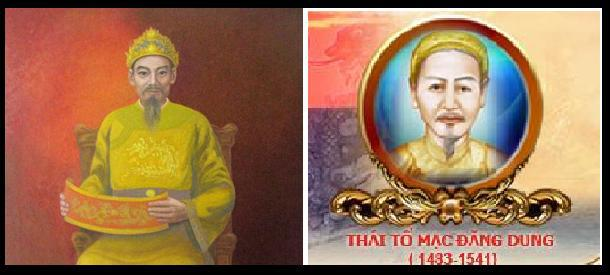 THÁI TỔ MẠC ĐĂNG DUNG
( 1483-1541)